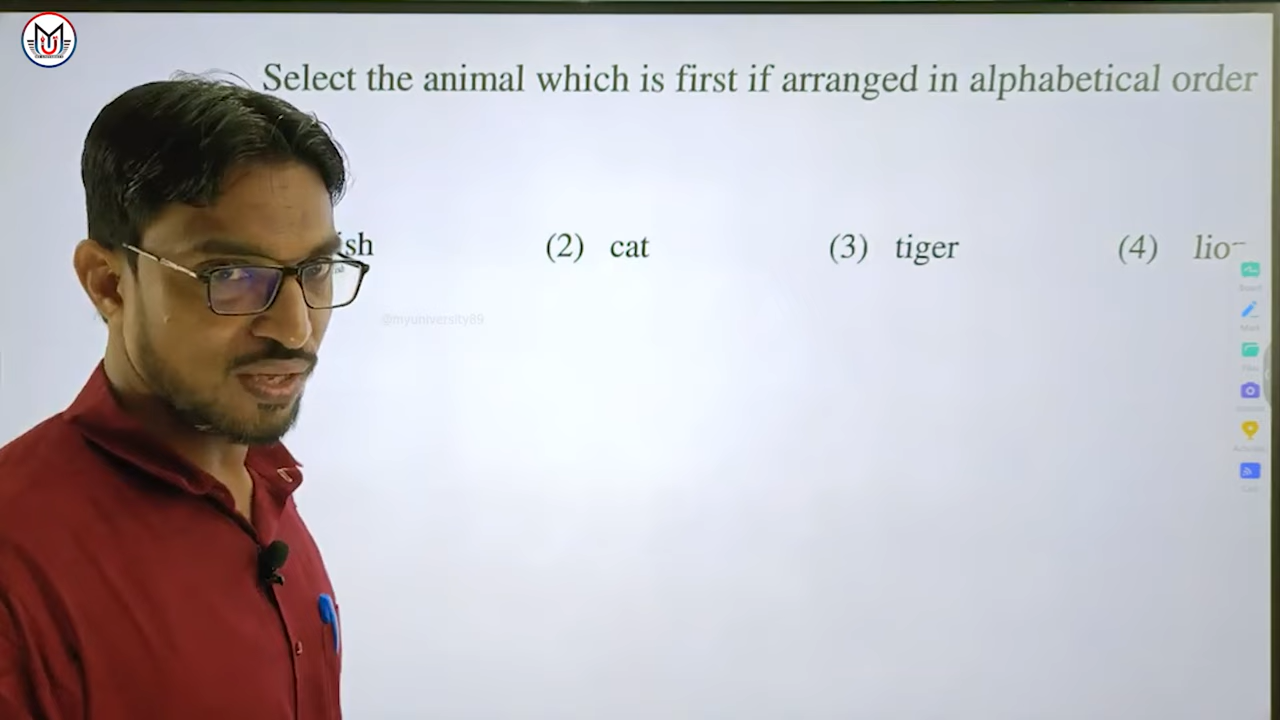 Select the animal which is first if arranged in alphabetical order
(2) cat (3) tiger (4)
@myuniversity89